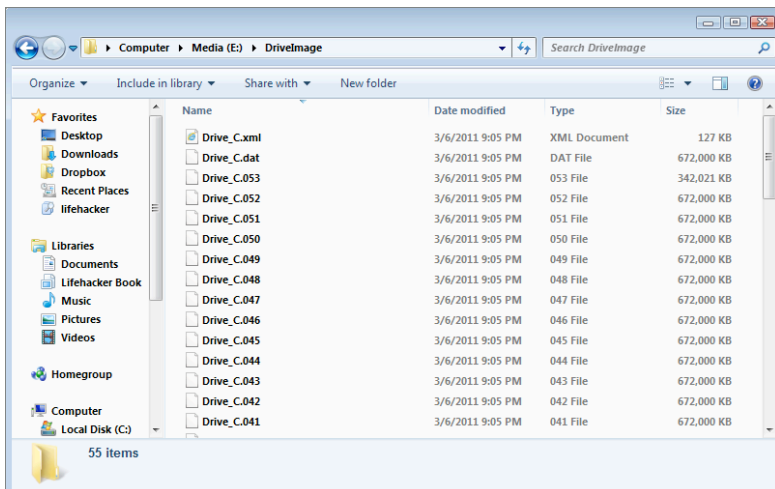 Computer ▸ Media (E:) ▸ DriveImage
Search DriveImage
Organize Include in library Share with New folder
Favorites
Desktop
Downloads
Dropbox
Recent Places
lifehacker
Libraries
Documents
Lifehacker Book
Music
Pictures
Videos
Homegroup
Computer
Local Disk (C:)
Name Date modified Type Size
Drive_C.xml 3/6/2011 9:05 PM XML Document 127 KB
Drive_C.dat 3/6/2011 9:05 PM DAT File 672,000 KB
Drive_C.053 3/6/2011 9:05 PM 053 File 342,021 KB
Drive_C.052 3/6/2011 9:05 PM 052 File 672,000 KB
Drive_C.051 3/6/2011 9:05 PM 051 File 672,000 KB
Drive_C.050 3/6/2011 9:05 PM 050 File 672,000 KB
Drive_C.049 3/6/2011 9:05 PM 049 File 672,000 KB
Drive_C.048 3/6/2011 9:05 PM 048 File 672,000 KB
Drive_C.047 3/6/2011 9:05 PM 047 File 672,000 KB
Drive_C.046 3/6/2011 9:05 PM 046 File 672,000 KB
Drive_C.045 3/6/2011 9:05 PM 045 File 672,000 KB
Drive_C.044 3/6/2011 9:05 PM 044 File 672,000 KB
Drive_C.043 3/6/2011 9:05 PM 043 File 672,000 KB
Drive_C.042 3/6/2011 9:05 PM 042 File 672,000 KB
Drive_C.041 3/6/2011 9:05 PM 041 File 672,000 KB
55 items